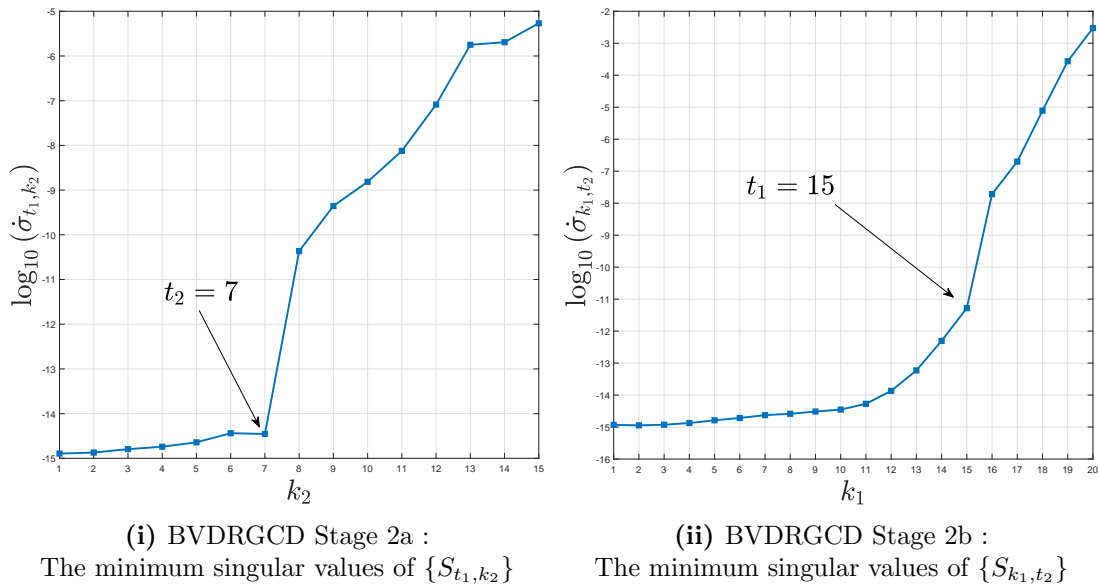 -5
-6
-7
-8
-9
-10
-11
-12
-13
-14
-15
log₁₀ (σ̇_{t₁,k₂})
t₂ = 7
1 2 3 4 5 6 7 8 9 10 11 12 13 14 15
k₂
(i) BVDRGCD Stage 2a :
The minimum singular values of {S_{t₁,k₂}}
-2
-3
-4
-5
-6
-7
-8
-9
-10
-11
-12
-13
-14
-15
-16
log₁₀ (σ̇_{k₁,t₂})
t₁ = 15
1 2 3 4 5 6 7 8 9 10 11 12 13 14 15 16 17 18 19 20
k₁
(ii) BVDRGCD Stage 2b :
The minimum singular values of {S_{k₁,t₂}}